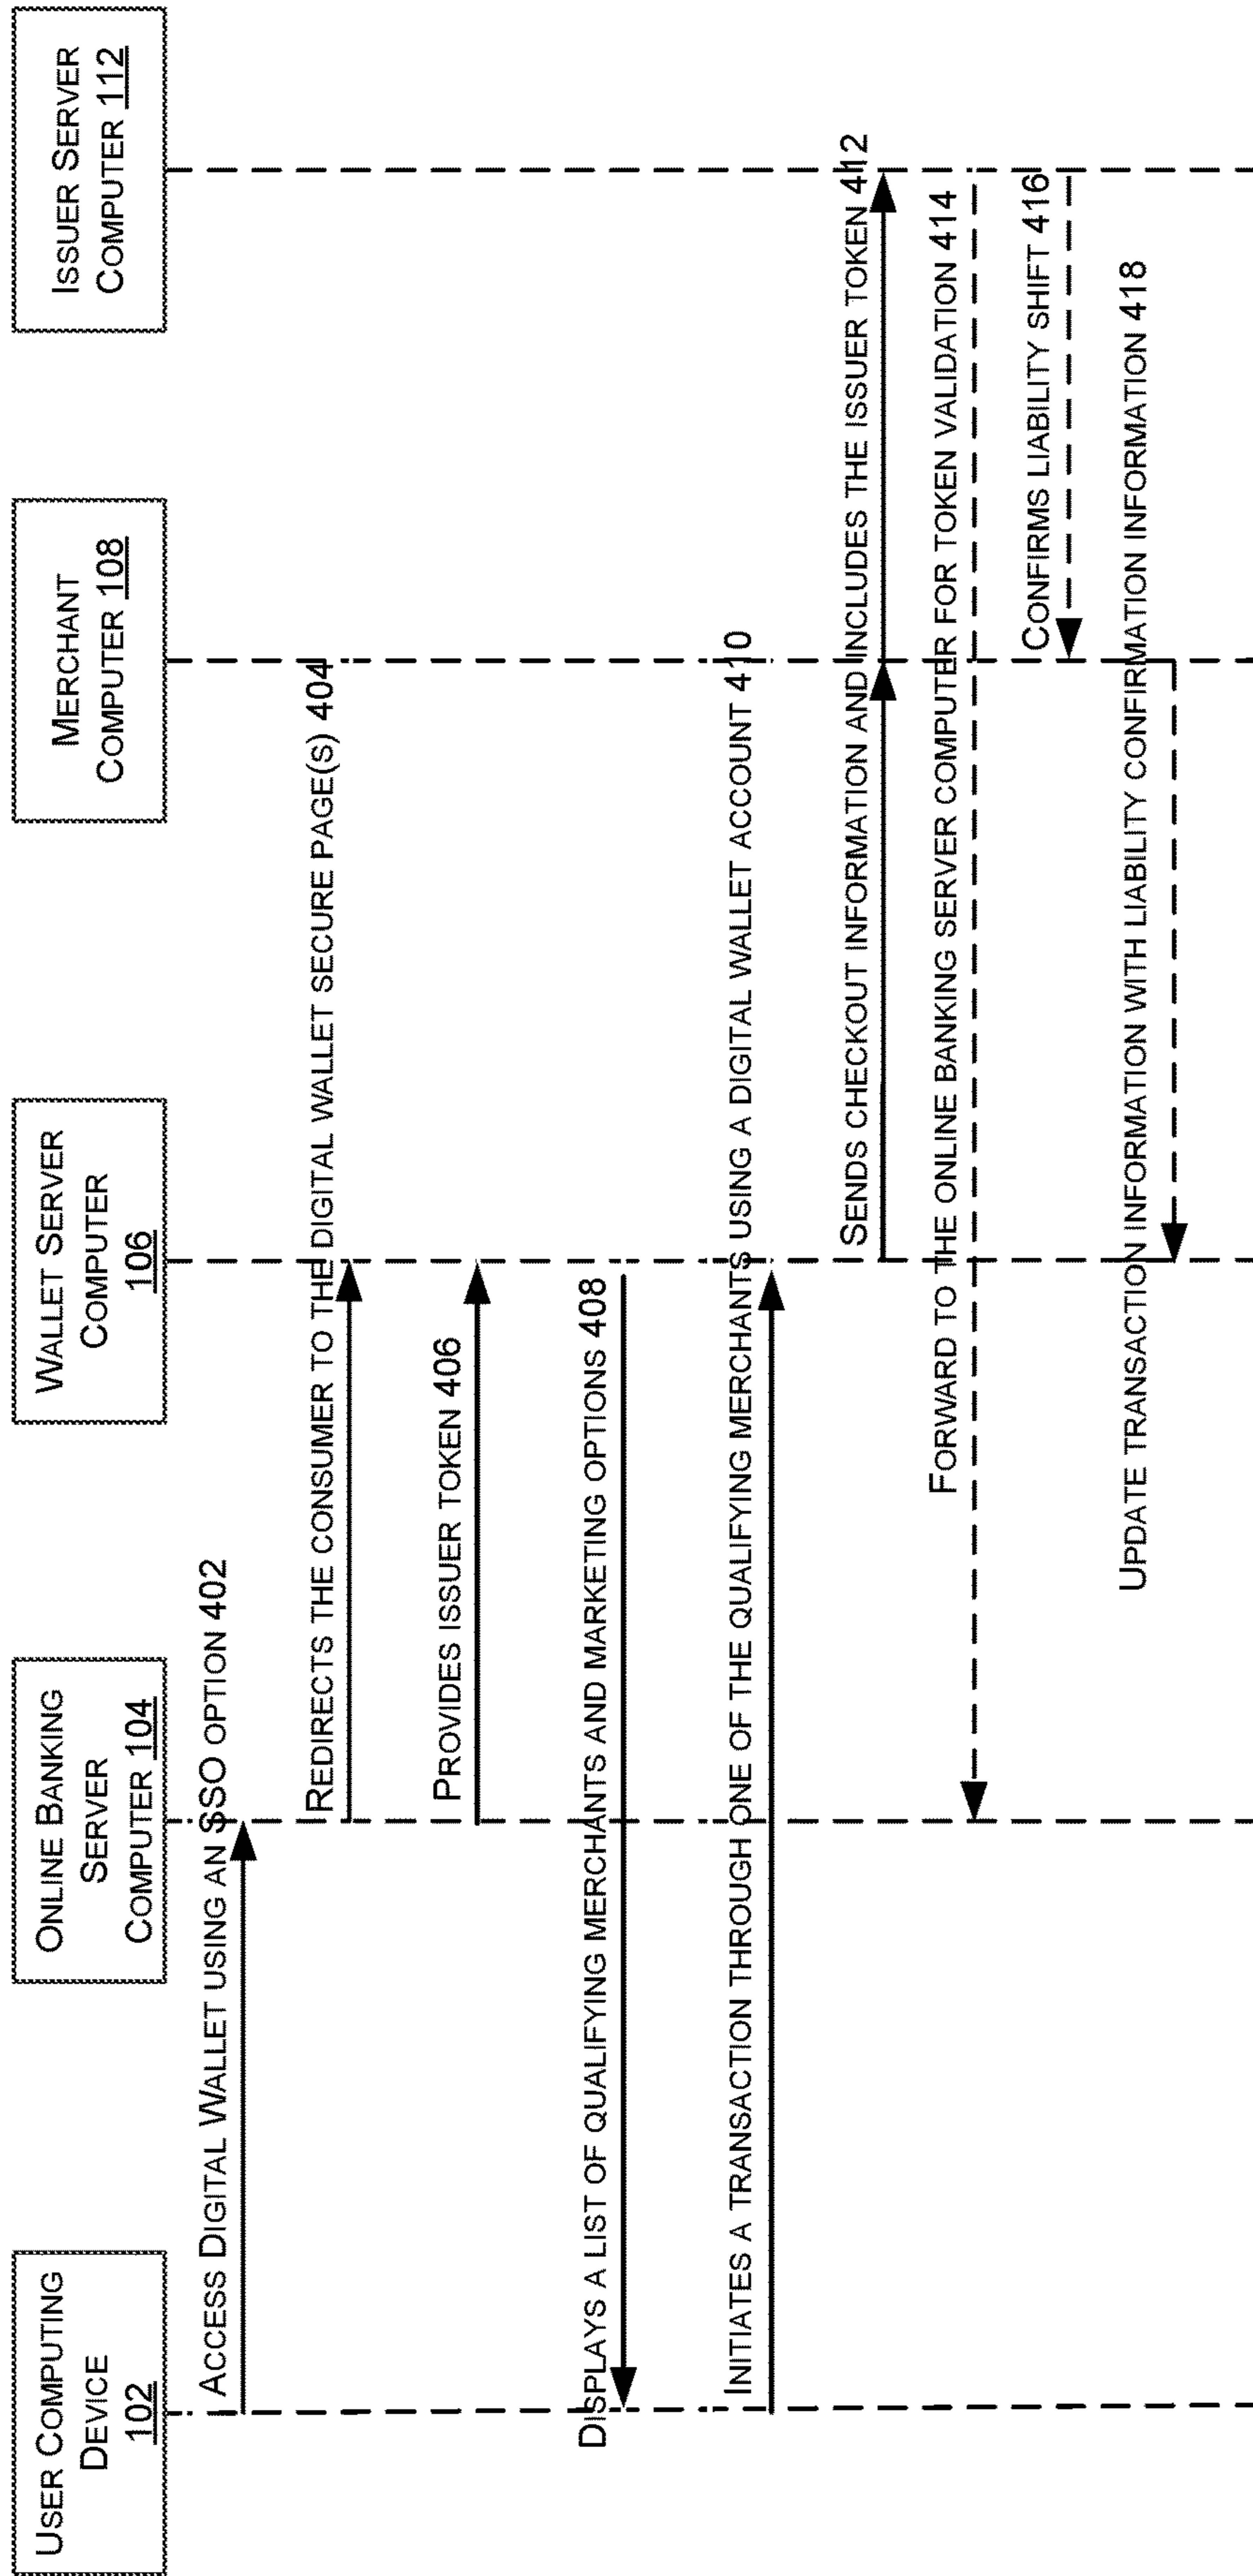 USER COMPUTING
DEVICE
102
ONLINE BANKING
SERVER
COMPUTER 104
WALLET SERVER
COMPUTER
106
MERCHANT
COMPUTER 108
ISSUER SERVER
COMPUTER 112
ACCESS DIGITAL WALLET USING AN SSO OPTION 402
REDIRECTS THE CONSUMER TO THE DIGITAL WALLET SECURE PAGE(S) 404
PROVIDES ISSUER TOKEN 406
DISPLAYS A LIST OF QUALIFYING MERCHANTS AND MARKETING OPTIONS 408
INITIATES A TRANSACTION THROUGH ONE OF THE QUALIFYING MERCHANTS USING A DIGITAL WALLET ACCOUNT 410
SENDS CHECKOUT INFORMATION AND INCLUDES THE ISSUER TOKEN 412
FORWARD TO THE ONLINE BANKING SERVER COMPUTER FOR TOKEN VALIDATION 414
CONFIRMS LIABILITY SHIFT 416
UPDATE TRANSACTION INFORMATION WITH LIABILITY CONFIRMATION INFORMATION 418